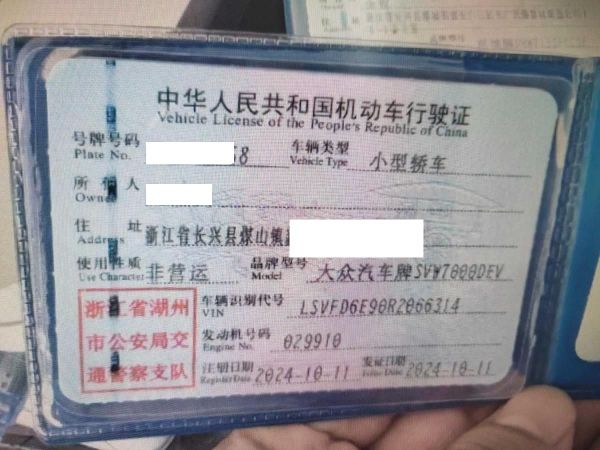 中华人民共和国机动车行驶证
Vehicle License of the People's Republic of China
号牌号码 Plate No. 8 车辆类型 Vehicle Type 小型轿车
所有人 Owner
住址 Address 浙江省长兴县煤山镇
使用性质 Use Character 非营运 品牌型号 Model 大众汽车牌SVW7000DEV
浙江省湖州
市公安局交
通警察支队
车辆识别代号 VIN LSVFD6E90R2066314
发动机号码 Engine No. 029910
注册日期 Register Date 2024-10-11 发证日期 Issue Date 2024-10-11